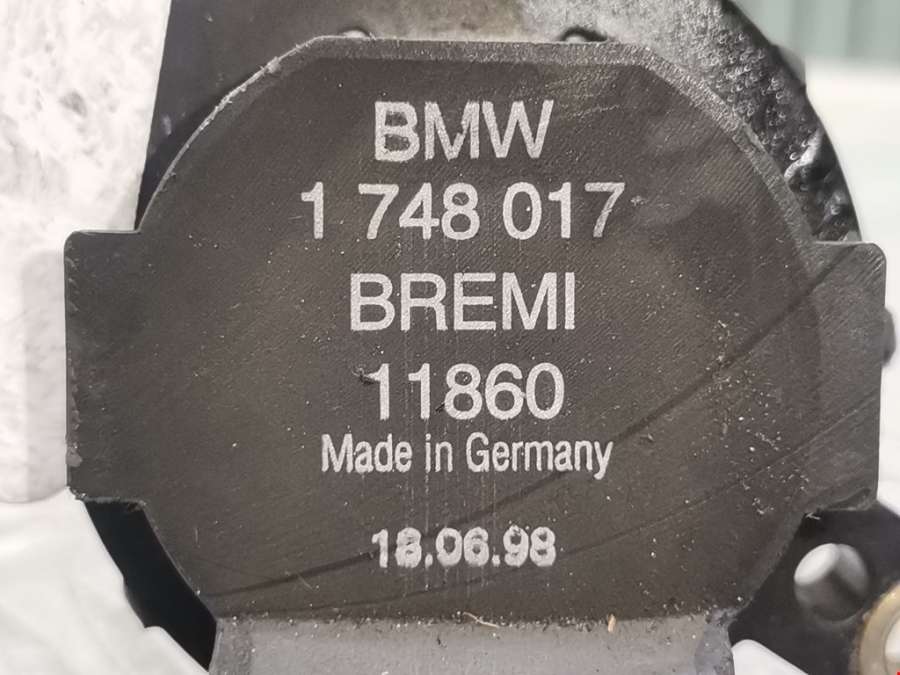 BMW
1 748 017
BREMI
11860
Made in Germany
18.06.98